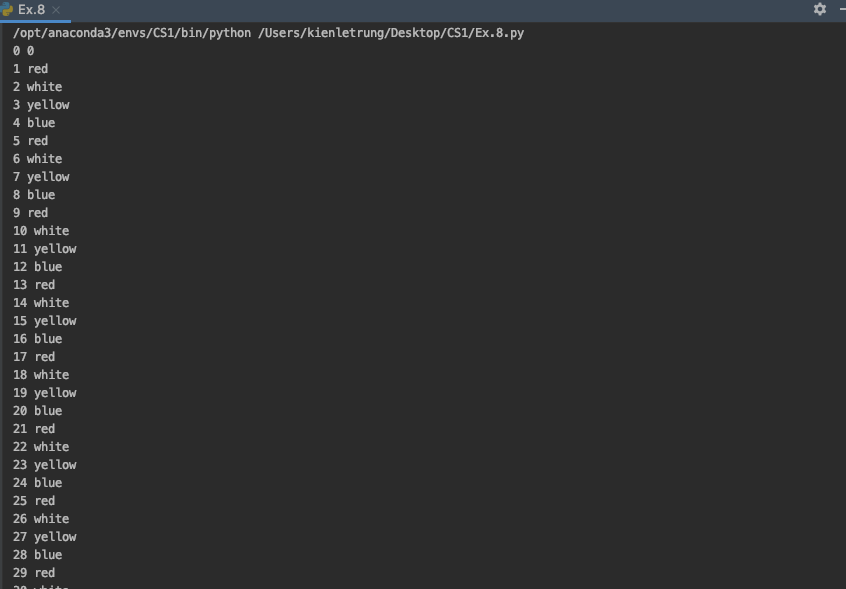 Ex.8
/opt/anaconda3/envs/CS1/bin/python /Users/kienletrung/Desktop/CS1/Ex.8.py
0 0
1 red
2 white
3 yellow
4 blue
5 red
6 white
7 yellow
8 blue
9 red
10 white
11 yellow
12 blue
13 red
14 white
15 yellow
16 blue
17 red
18 white
19 yellow
20 blue
21 red
22 white
23 yellow
24 blue
25 red
26 white
27 yellow
28 blue
29 red